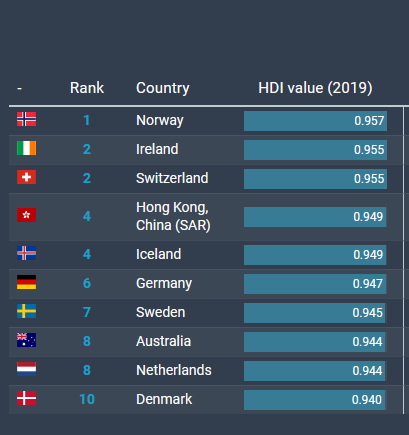 - Rank Country HDI value (2019)
1 Norway 0.957
2 Ireland 0.955
2 Switzerland 0.955
4 Hong Kong, China (SAR) 0.949
4 Iceland 0.949
6 Germany 0.947
7 Sweden 0.945
8 Australia 0.944
8 Netherlands 0.944
10 Denmark 0.940